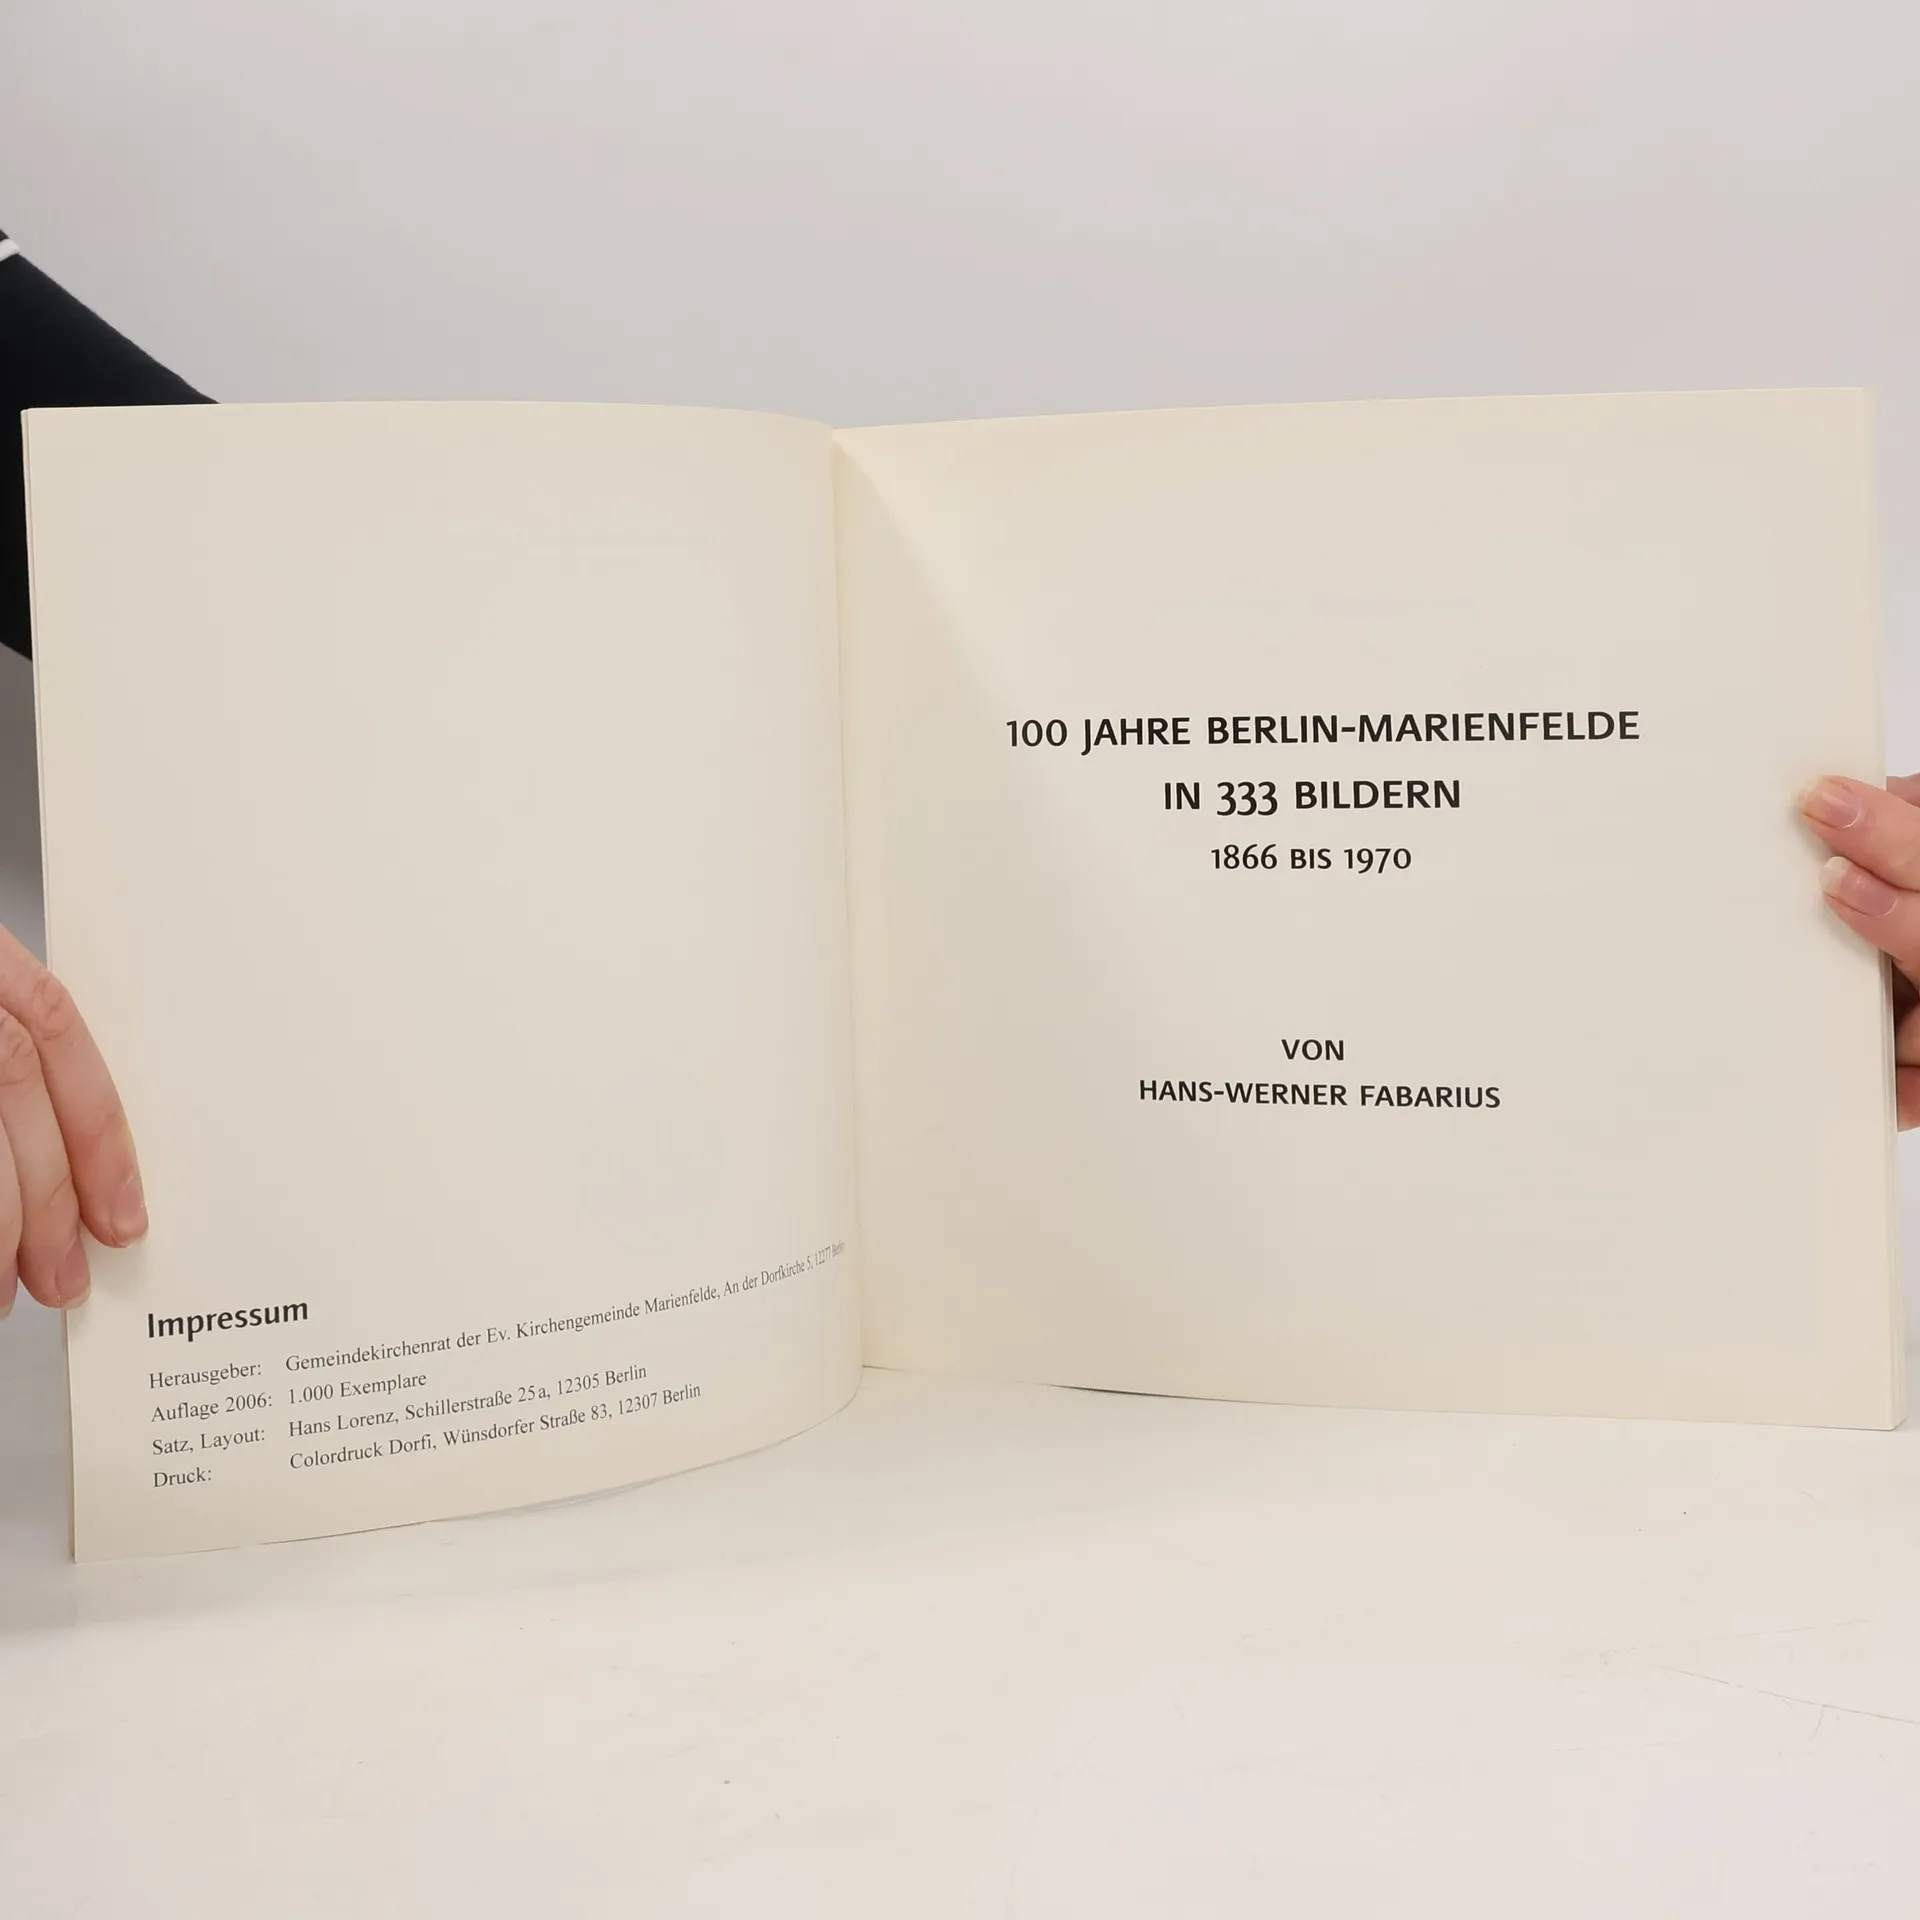 Impressum
Herausgeber: Gemeindekirchenrat der Ev. Kirchengemeinde Marienfelde, An der Dorfkirche 5, 12277 Berlin
Auflage 2006: 1.000 Exemplare
Satz, Layout: Hans Lorenz, Schillerstraße 25a, 12305 Berlin
Druck: Colordruck Dorfi, Wünsdorfer Straße 83, 12307 Berlin
100 JAHRE BERLIN-MARIENFELDE
IN 333 BILDERN
1866 BIS 1970
VON
HANS-WERNER FABARIUS